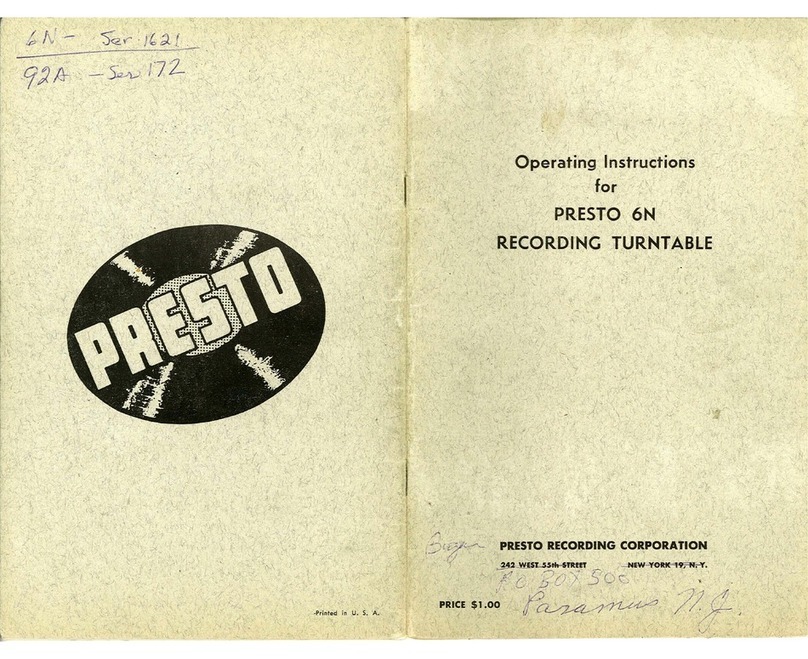 6N - Ser 1621
92A - Ser 172
PRESTO
Printed in U. S. A.
Operating Instructions
for
PRESTO 6N
RECORDING TURNTABLE
PRESTO RECORDING CORPORATION
242 WEST 55th STREET NEW YORK 19, N. Y.
PO BOX 500
PRICE $1.00 Paramus N.J.